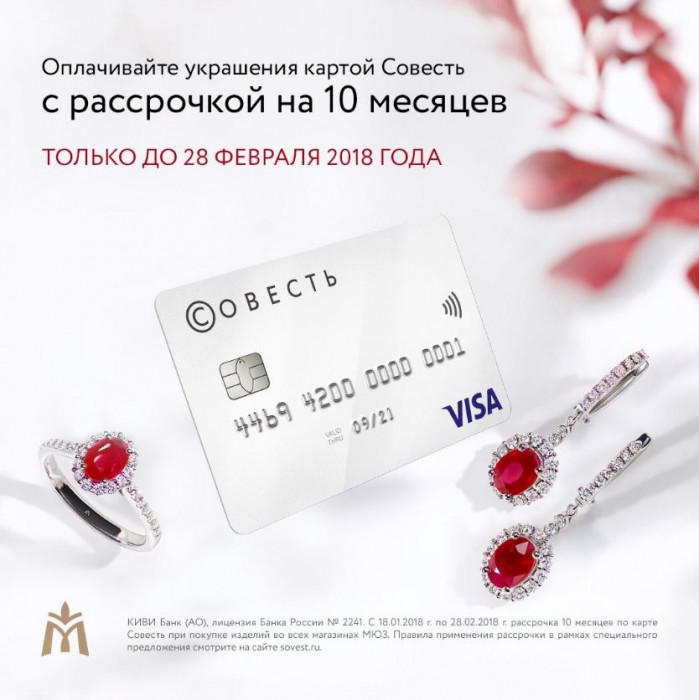 Оплачивайте украшения картой Совесть
с рассрочкой на 10 месяцев
ТОЛЬКО ДО 28 ФЕВРАЛЯ 2018 ГОДА
©ОВЕСТЬ
4469 4200 0000 0001
VALID
THRU
09/21
VISA
КИВИ Банк (АО), лицензия Банка России № 2241. С 18.01.2018 г. по 28.02.2018 г. рассрочка 10 месяцев по карте
Совесть при покупке изделий во всех магазинах МЮЗ. Правила применения рассрочки в рамках специального
предложения смотрите на сайте sovest.ru.